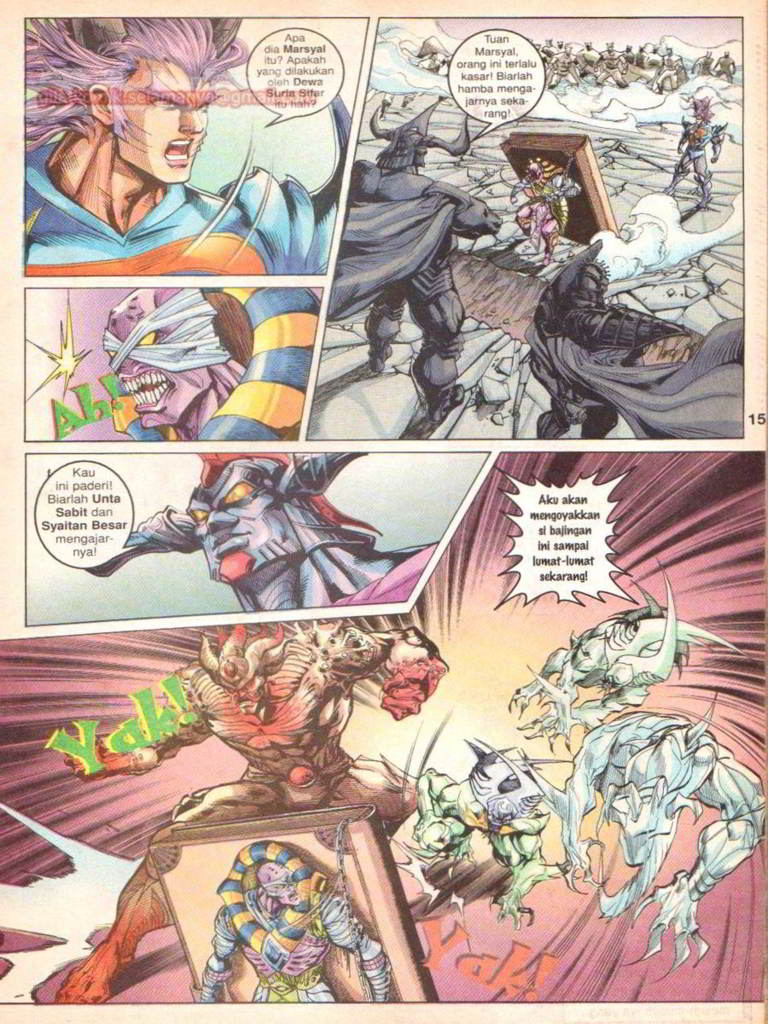 Apa
dia Marsyal
itu? Apakah
yang dilakukan
oleh Dewa
Suria Sifar
itu hah?
Tuan
Marsyal,
orang ini terlalu
kasar! Biarlah
hamba menga-
jarnya seka-
rang!
Ah!
15
Kau
ini paderi!
Biarlah Unta
Sabit dan
Syaitan Besar
mengajar-
nya!
Aku akan
mengoyakkan
si bajingan
ini sampai
lumat-lumat
sekarang!
Yak!
Yak!